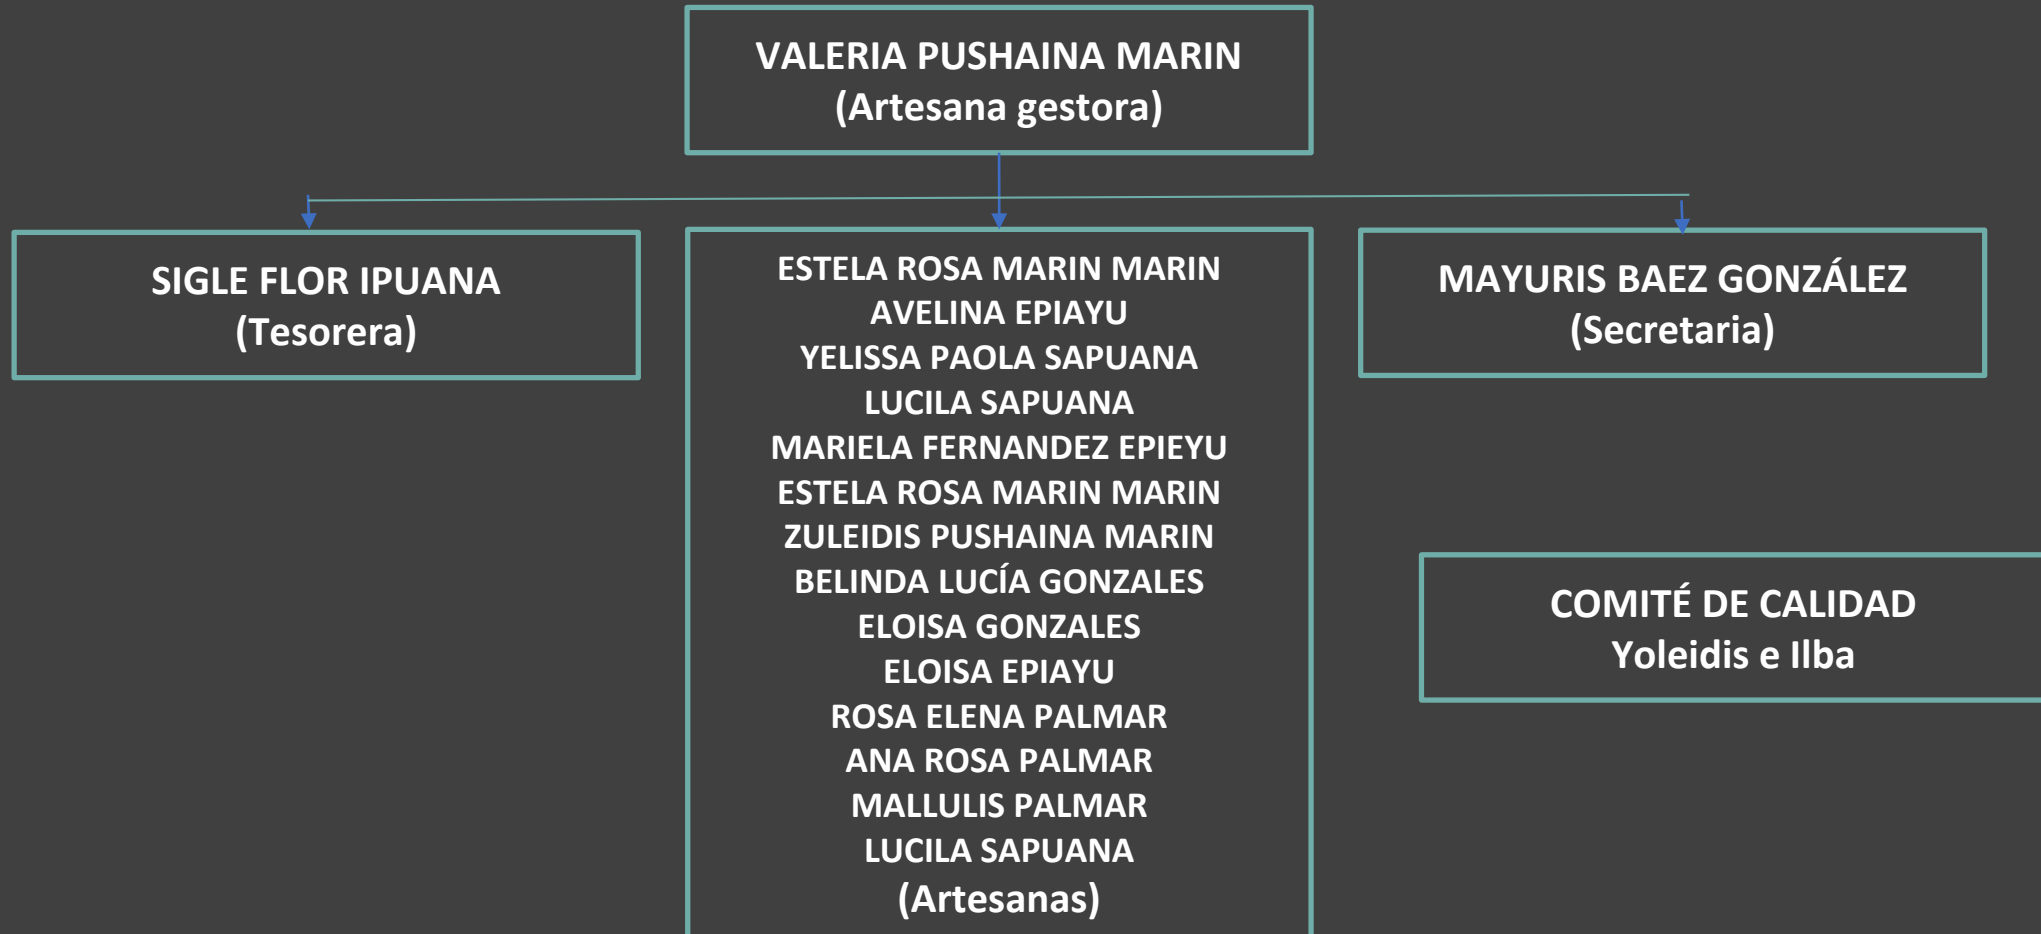 VALERIA PUSHAINA MARIN
(Artesana gestora)
SIGLE FLOR IPUANA
(Tesorera)
ESTELA ROSA MARIN MARIN
AVELINA EPIAYU
YELISSA PAOLA SAPUANA
LUCILA SAPUANA
MARIELA FERNANDEZ EPIEYU
ESTELA ROSA MARIN MARIN
ZULEIDIS PUSHAINA MARIN
BELINDA LUCÍA GONZALES
ELOISA GONZALES
ELOISA EPIAYU
ROSA ELENA PALMAR
ANA ROSA PALMAR
MALLULIS PALMAR
LUCILA SAPUANA
(Artesanas)
MAYURIS BAEZ GONZÁLEZ
(Secretaria)
COMITÉ DE CALIDAD
Yoleidis e Ilba